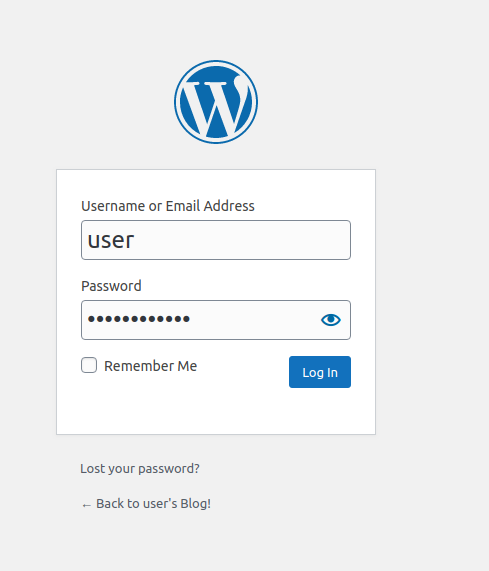 Username or Email Address
user
Password
••••••••••••
Remember Me
Log In
Lost your password?
← Back to user's Blog!